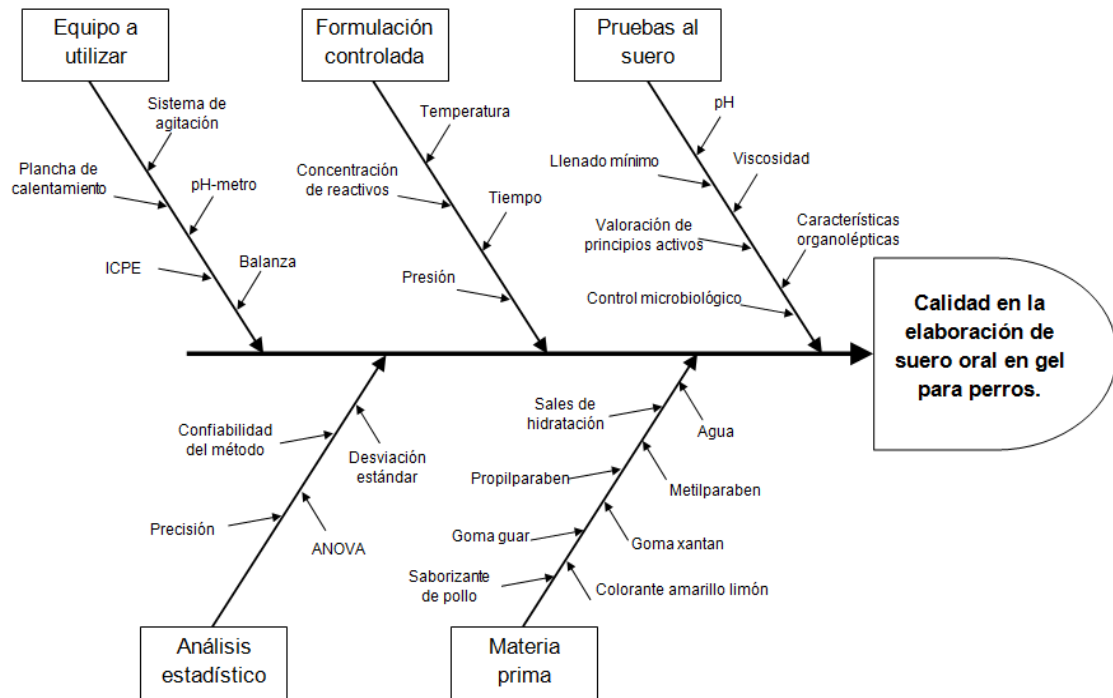 Equipo a
utilizar
Formulación
controlada
Pruebas al
suero
Sistema de
agitación
Plancha de
calentamiento
pH-metro
ICPE
Balanza
Temperatura
Concentración
de reactivos
Tiempo
Presión
pH
Llenado mínimo
Viscosidad
Valoración de
principios activos
Características
organolépticas
Control microbiológico
Calidad en la
elaboración de
suero oral en gel
para perros.
Confiabilidad
del método
Desviación
estándar
Precisión
ANOVA
Sales de
hidratación
Agua
Propilparaben
Metilparaben
Goma guar
Goma xantan
Saborizante
de pollo
Colorante amarillo limón
Análisis
estadístico
Materia
prima